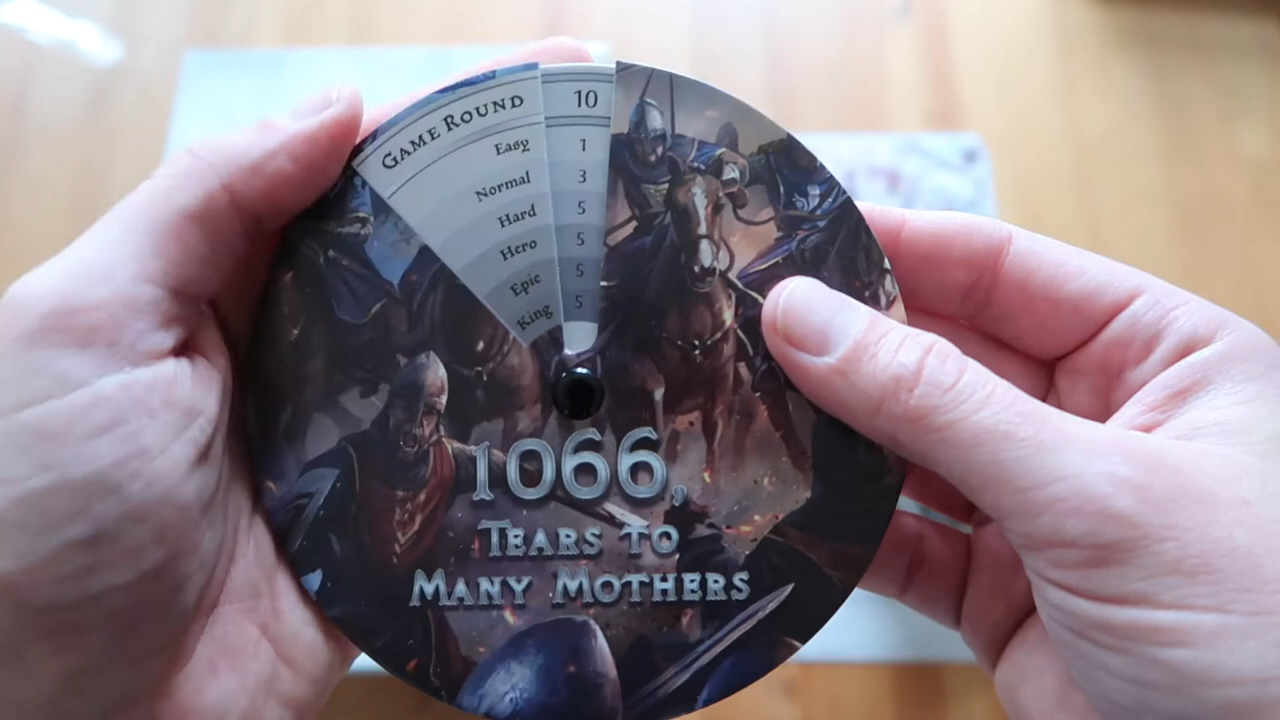 GAME ROUND 10
Easy 1
Normal 3
Hard 5
Hero 5
Epic 5
King 5
1066,
TEARS TO
MANY MOTHERS